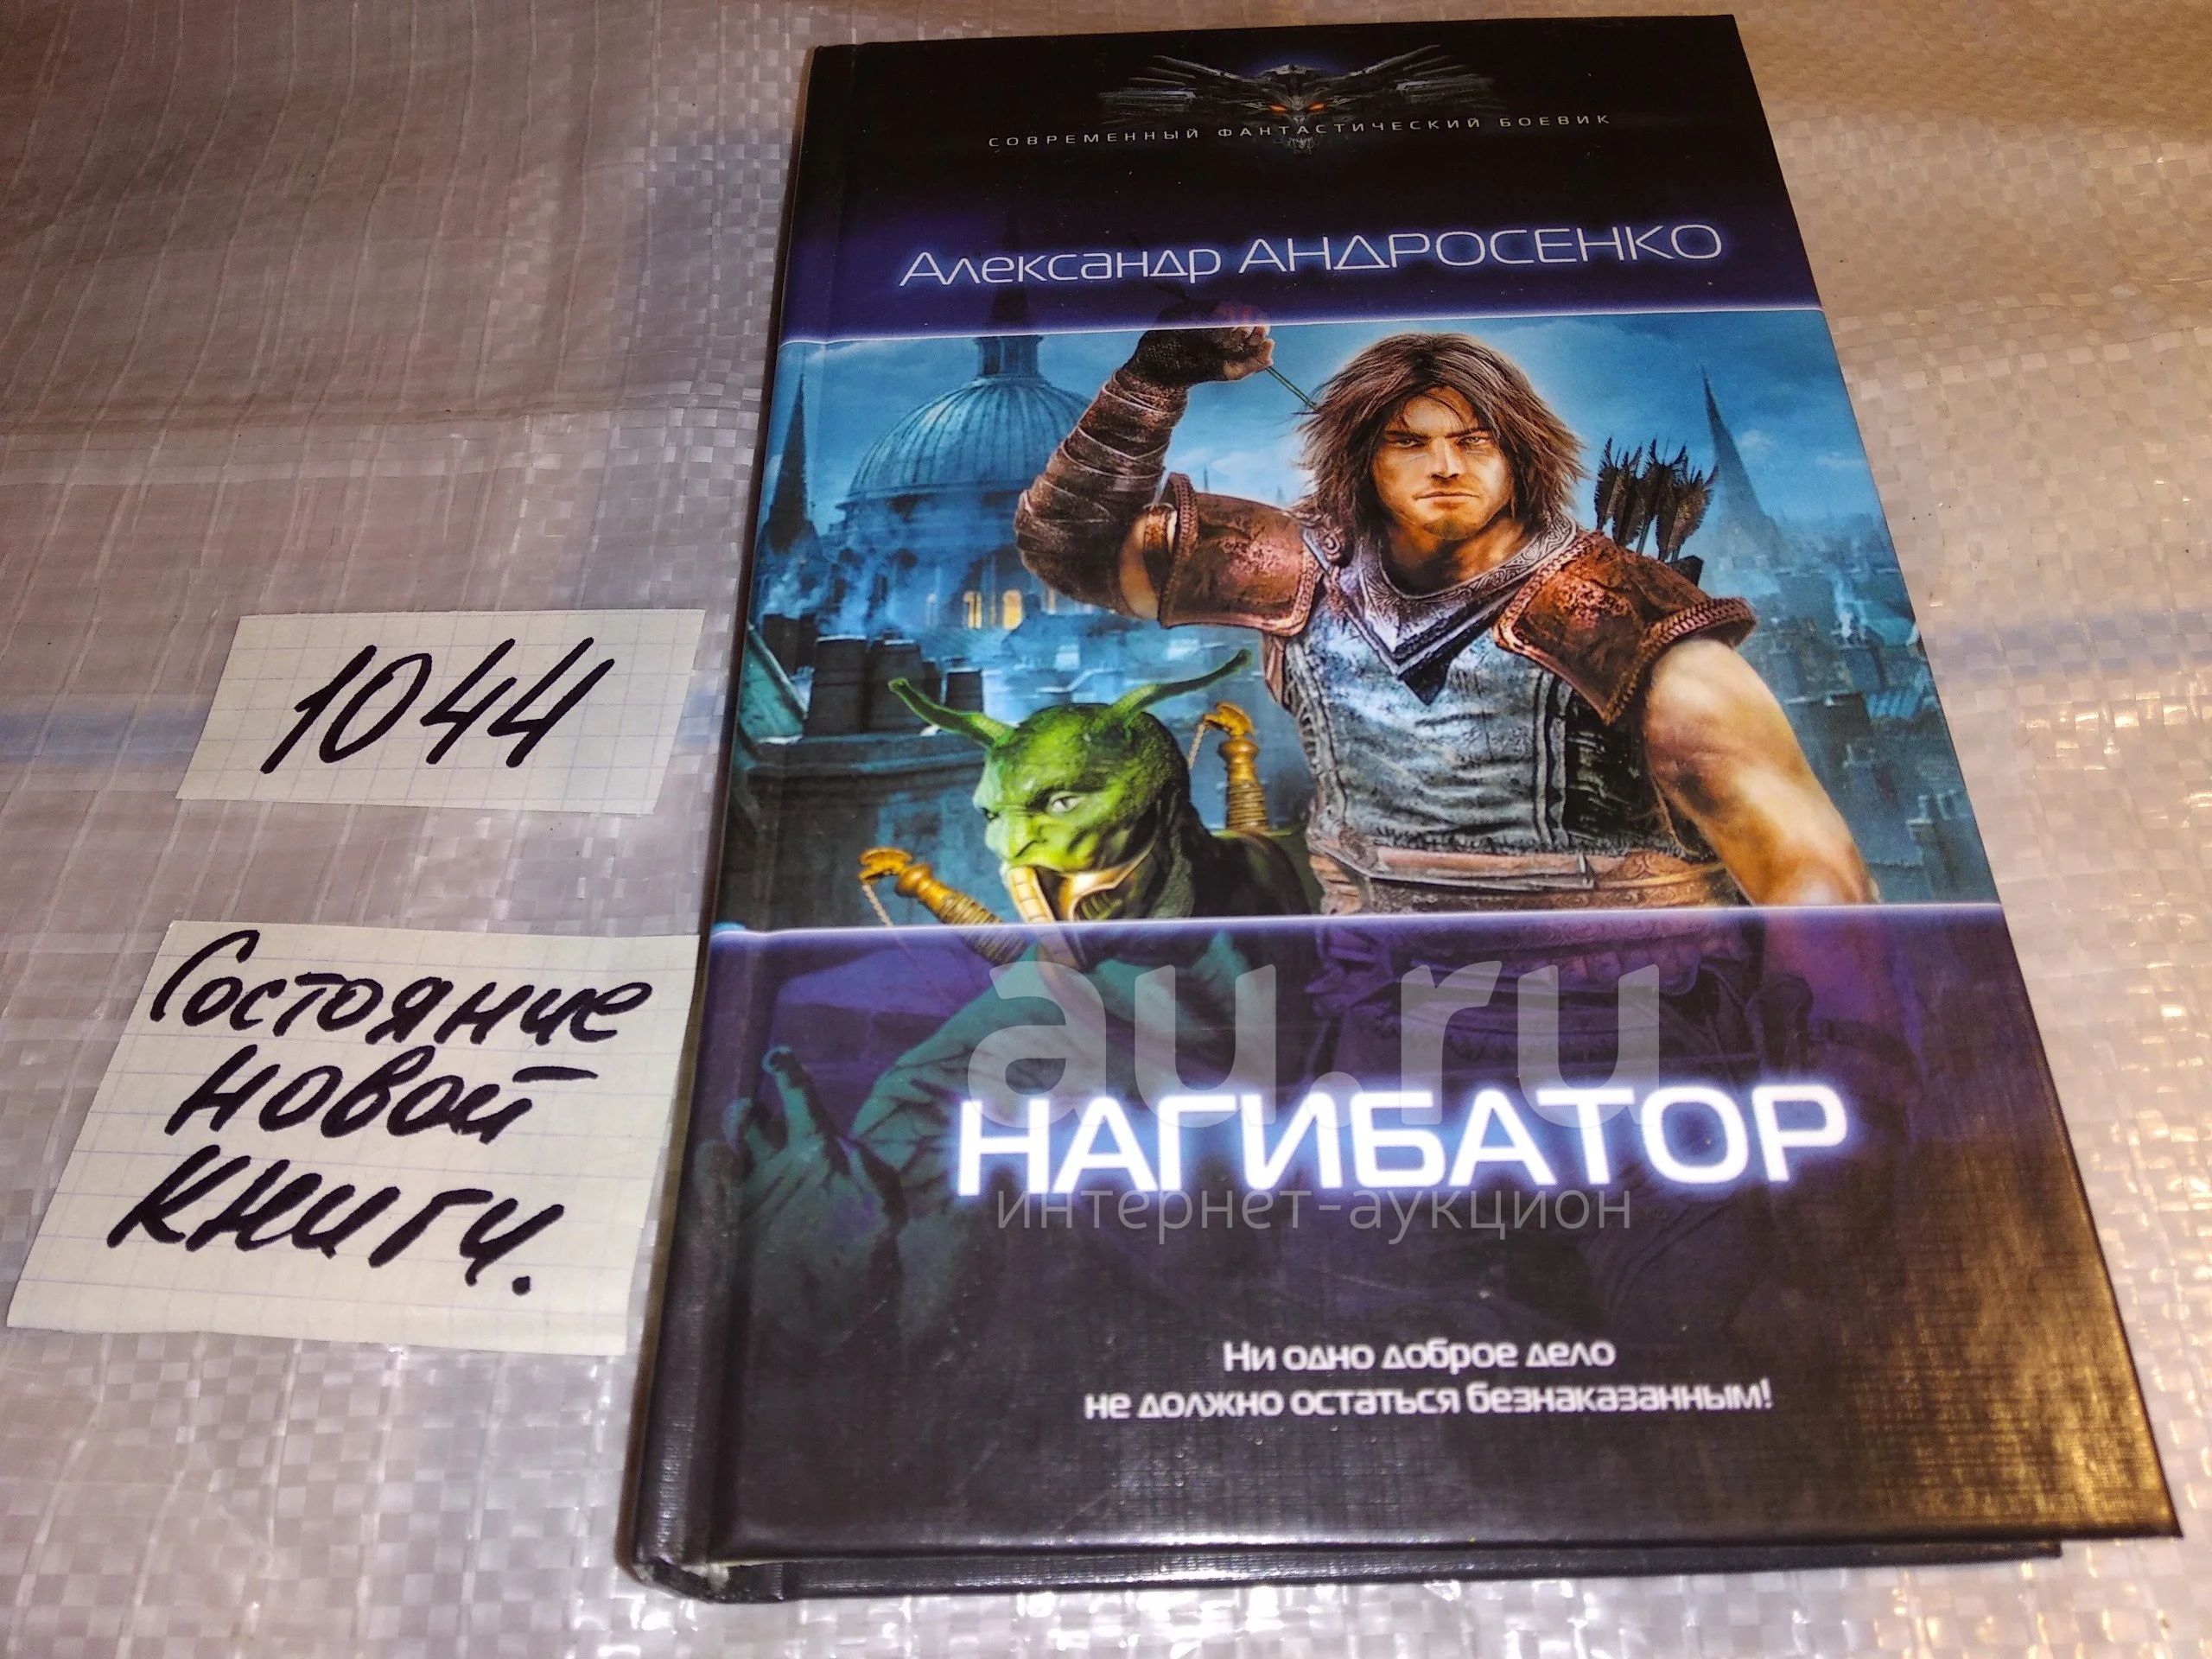 СОВРЕМЕННЫЙ ФАНТАСТИЧЕСКИЙ БОЕВИК
Александр АНДРОСЕНКО
1044
Состояние
новой
книги.
au.ru
НАГИБАТОР
интернет-аукцион
Ни одно доброе дело
не должно остаться безнаказанным!